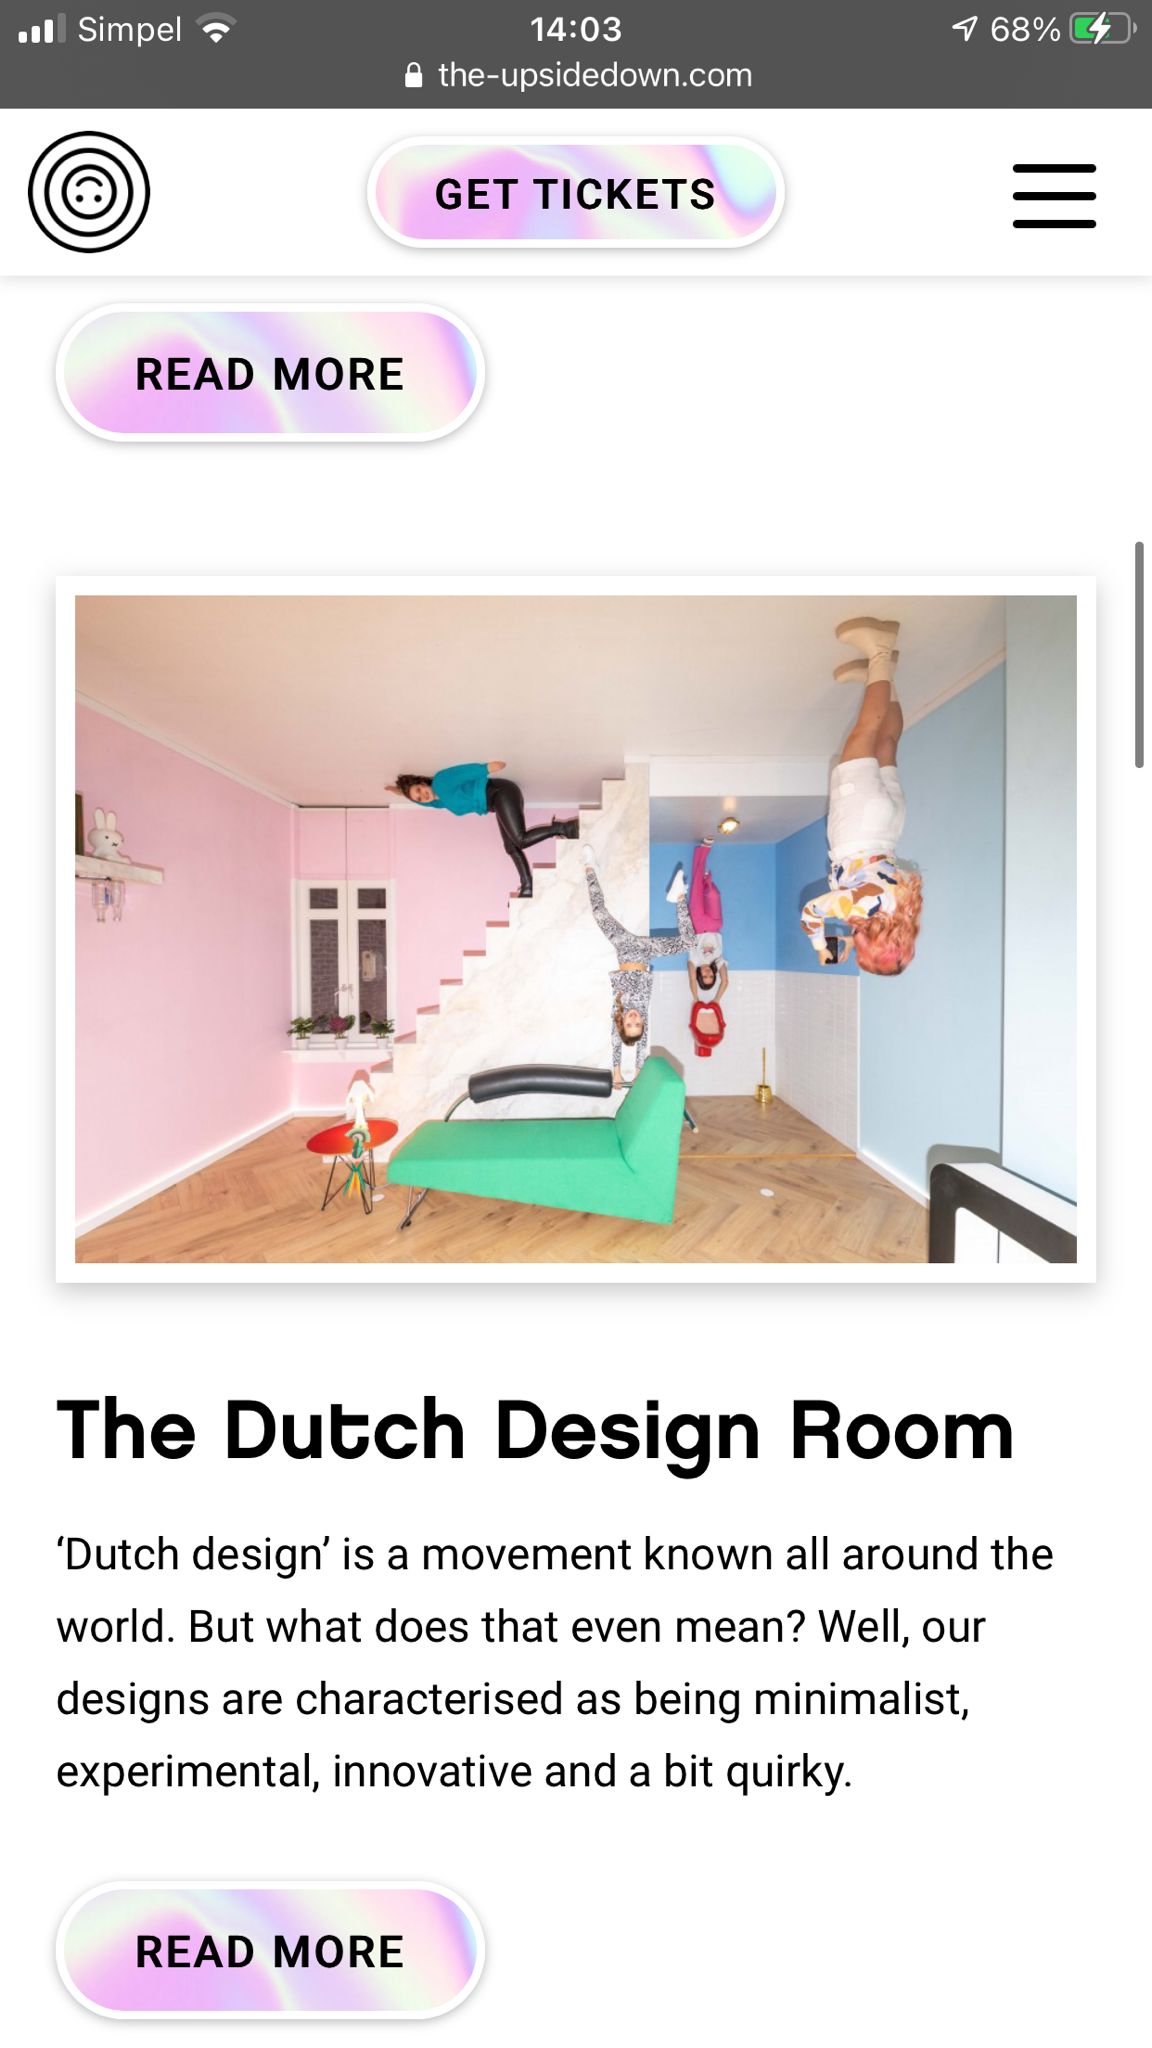 Simpel
14:03
68%
the-upsidedown.com
GET TICKETS
READ MORE
The Dutch Design Room
‘Dutch design’ is a movement known all around the
world. But what does that even mean? Well, our
designs are characterised as being minimalist,
experimental, innovative and a bit quirky.
READ MORE